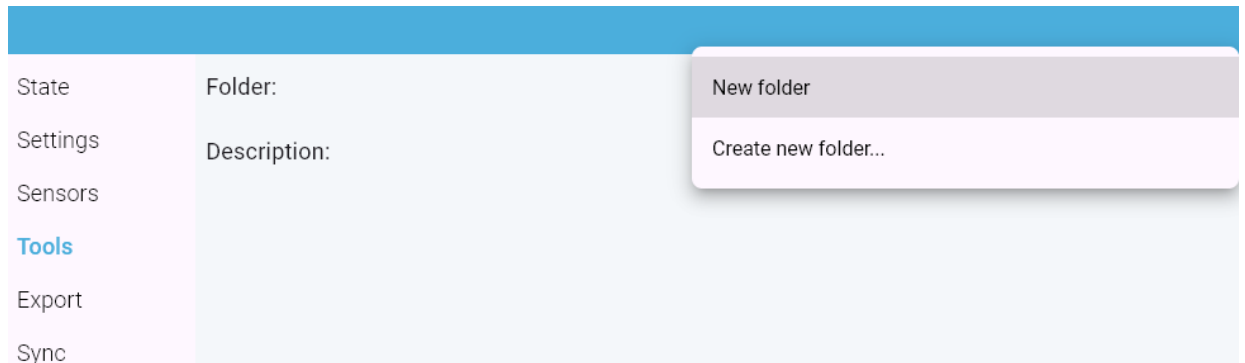 State
Settings
Sensors
Tools
Export
Sync
Folder:
Description:
New folder
Create new folder...